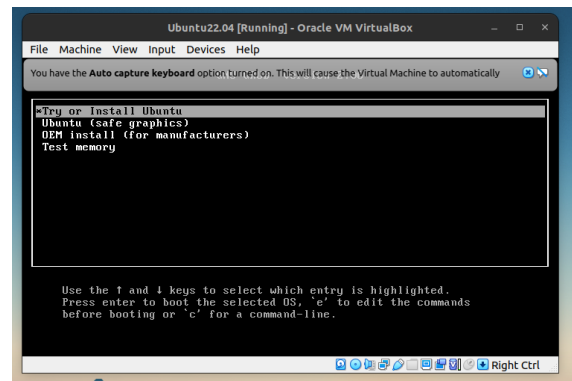 Ubuntu22.04 [Running] - Oracle VM VirtualBox
File Machine View Input Devices Help
You have the Auto capture keyboard option turned on. This will cause the Virtual Machine to automatically
*Try or Install Ubuntu
Ubuntu (safe graphics)
OEM install (for manufacturers)
Test memory
Use the ↑ and ↓ keys to select which entry is highlighted.
Press enter to boot the selected OS, `e' to edit the commands
before booting or `c' for a command-line.
Right Ctrl